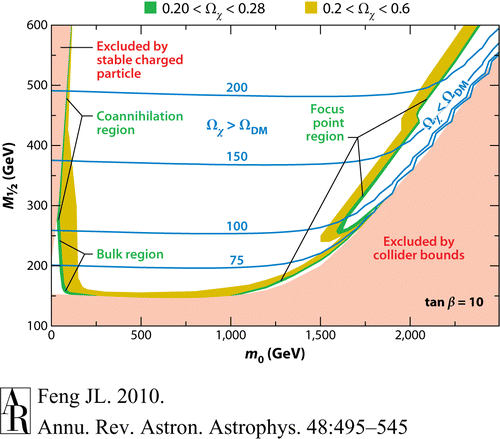 0.20 < Ωχ < 0.28
0.2 < Ωχ < 0.6
600
500
400
300
200
100
M1/2 (GeV)
Excluded by
stable charged
particle
Coannihilation
region
Bulk region
200
150
100
75
Ωχ > ΩDM
Focus
point
region
Ωχ < ΩDM
Excluded by
collider bounds
tan β = 10
0
500
1,000
1,500
2,000
m0 (GeV)
AR
Feng JL. 2010.
Annu. Rev. Astron. Astrophys. 48:495–545